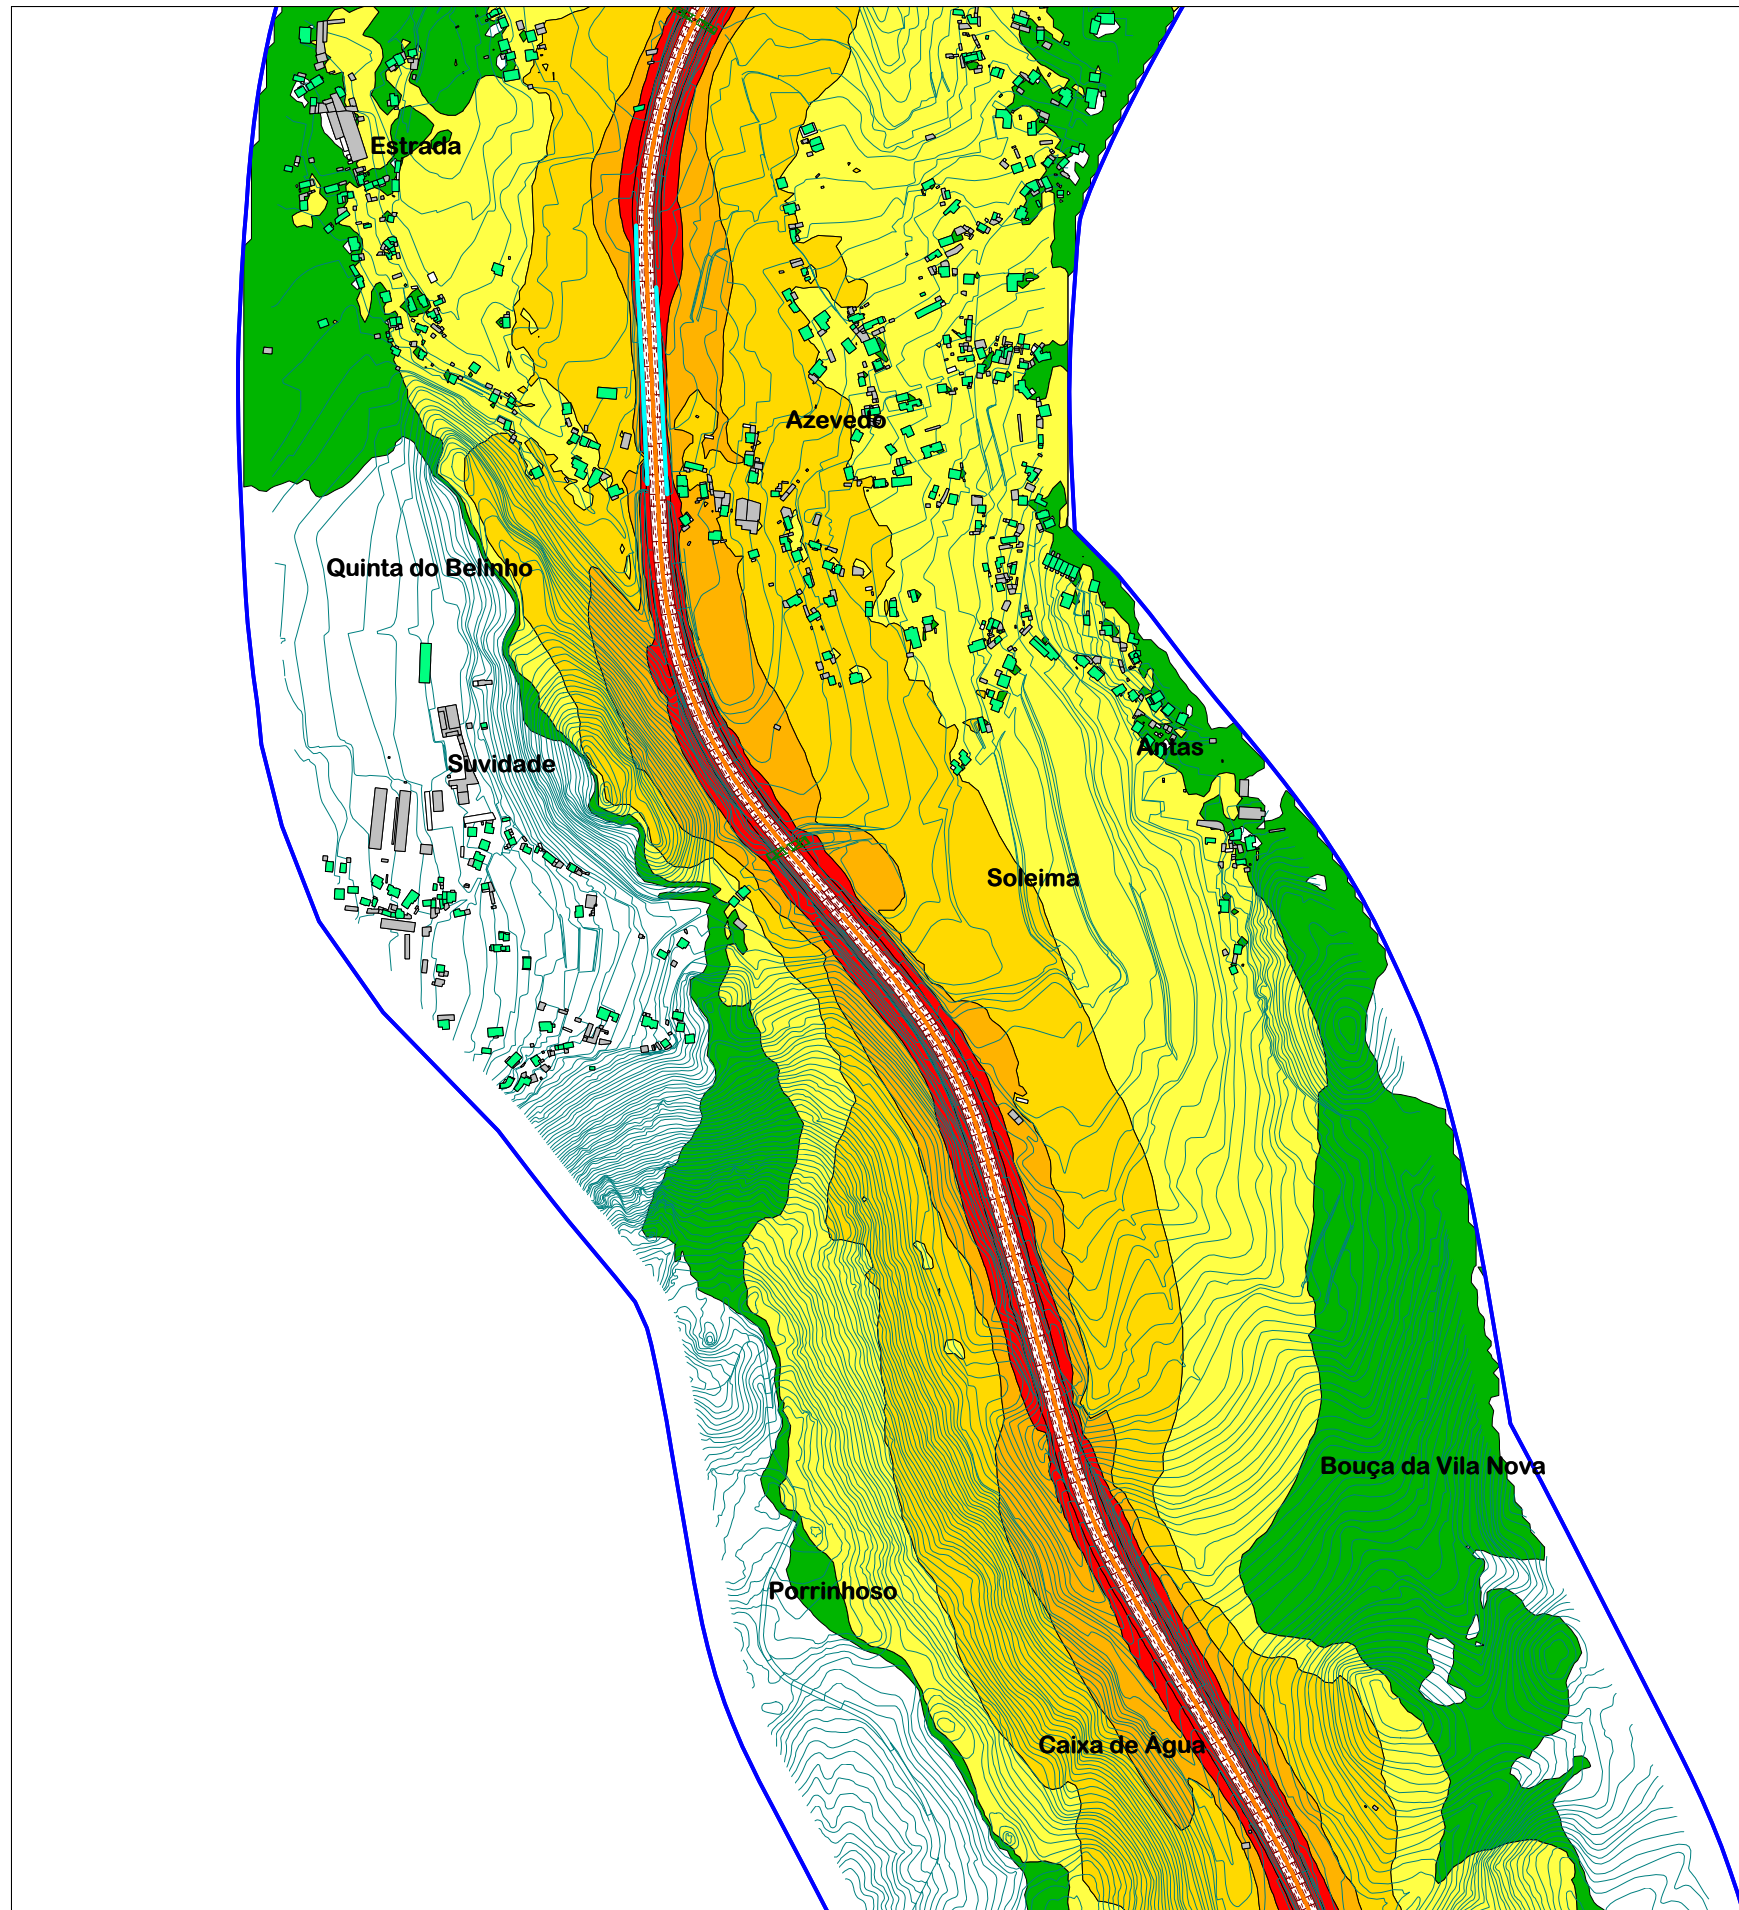 Estrada
Azevedo
Quinta do Belinho
Antas
Suvidade
Soleima
Bouça da Vila Nova
Porrinhoso
Caixa de Água